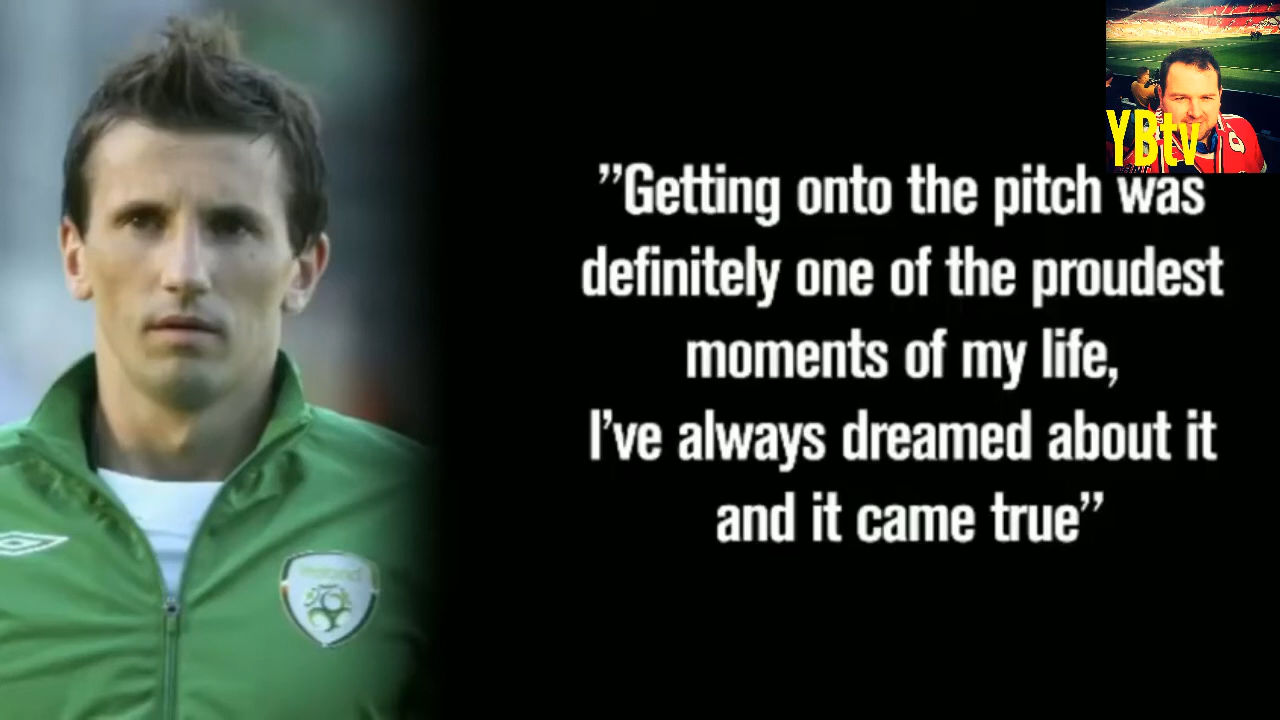 YBtv
”Getting onto the pitch was
definitely one of the proudest
moments of my life,
I’ve always dreamed about it
and it came true”